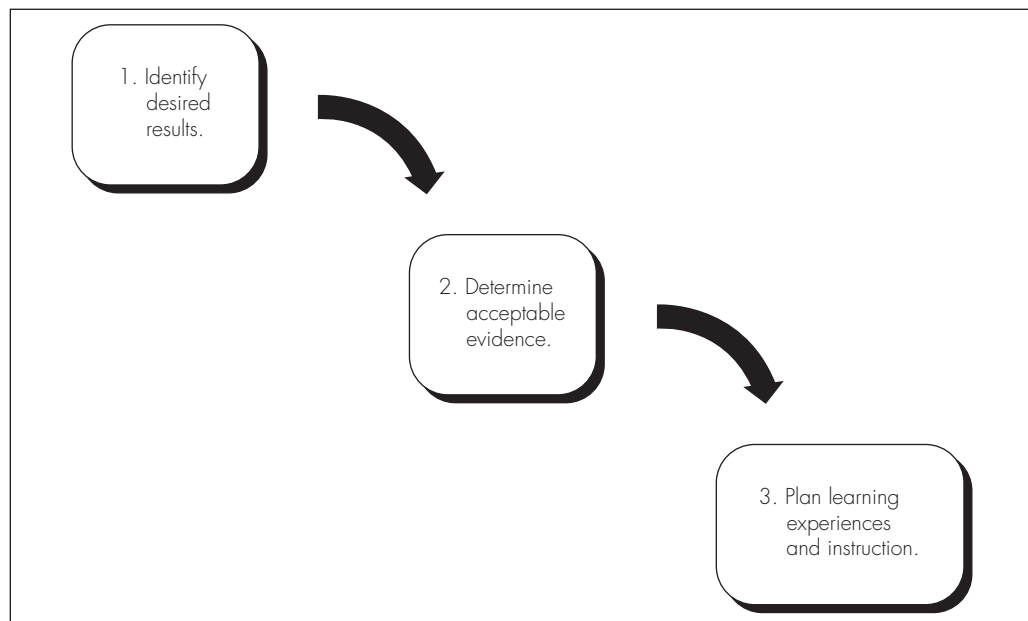 1. Identify
desired
results.
2. Determine
acceptable
evidence.
3. Plan learning
experiences
and instruction.